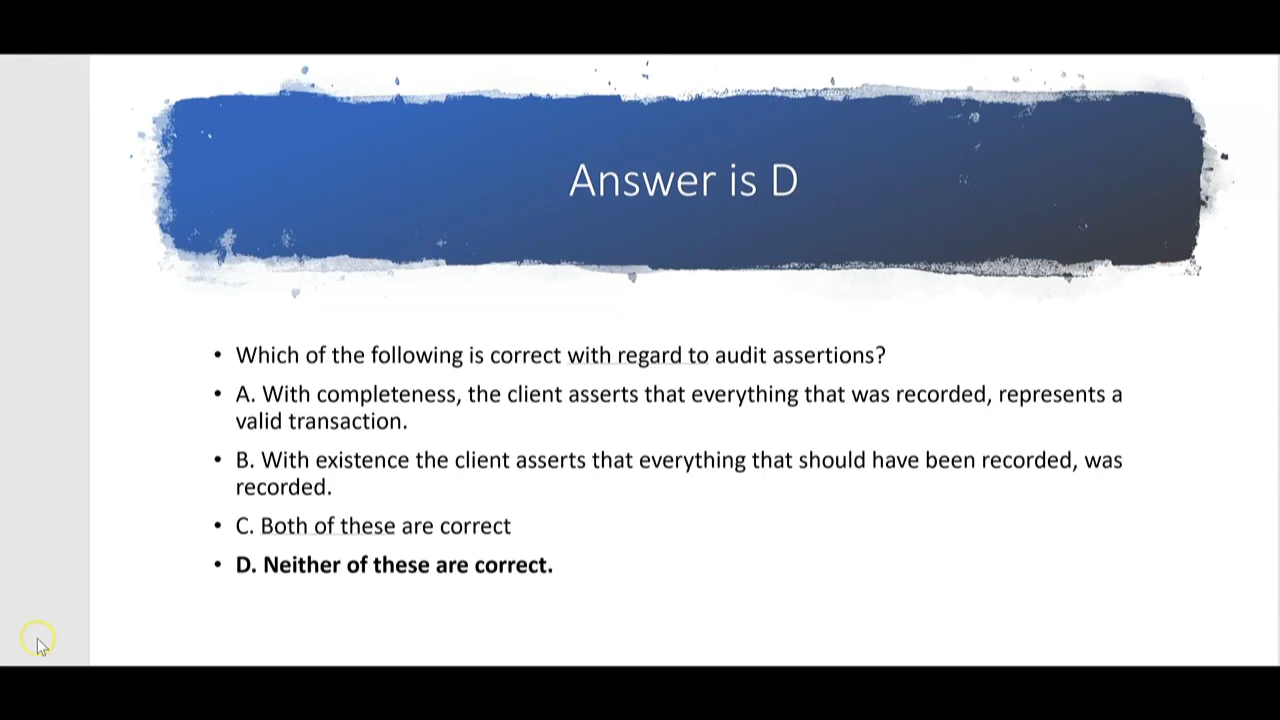 Answer is D
• Which of the following is correct with regard to audit assertions?
• A. With completeness, the client asserts that everything that was recorded, represents a
valid transaction.
• B. With existence the client asserts that everything that should have been recorded, was
recorded.
• C. Both of these are correct
• D. Neither of these are correct.